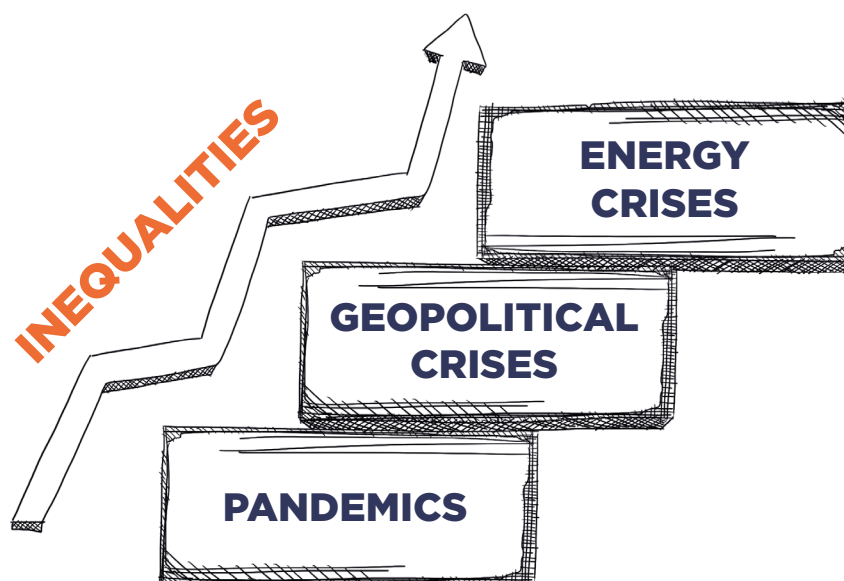 INEQUALITIES
ENERGY
CRISES
GEOPOLITICAL
CRISES
PANDEMICS